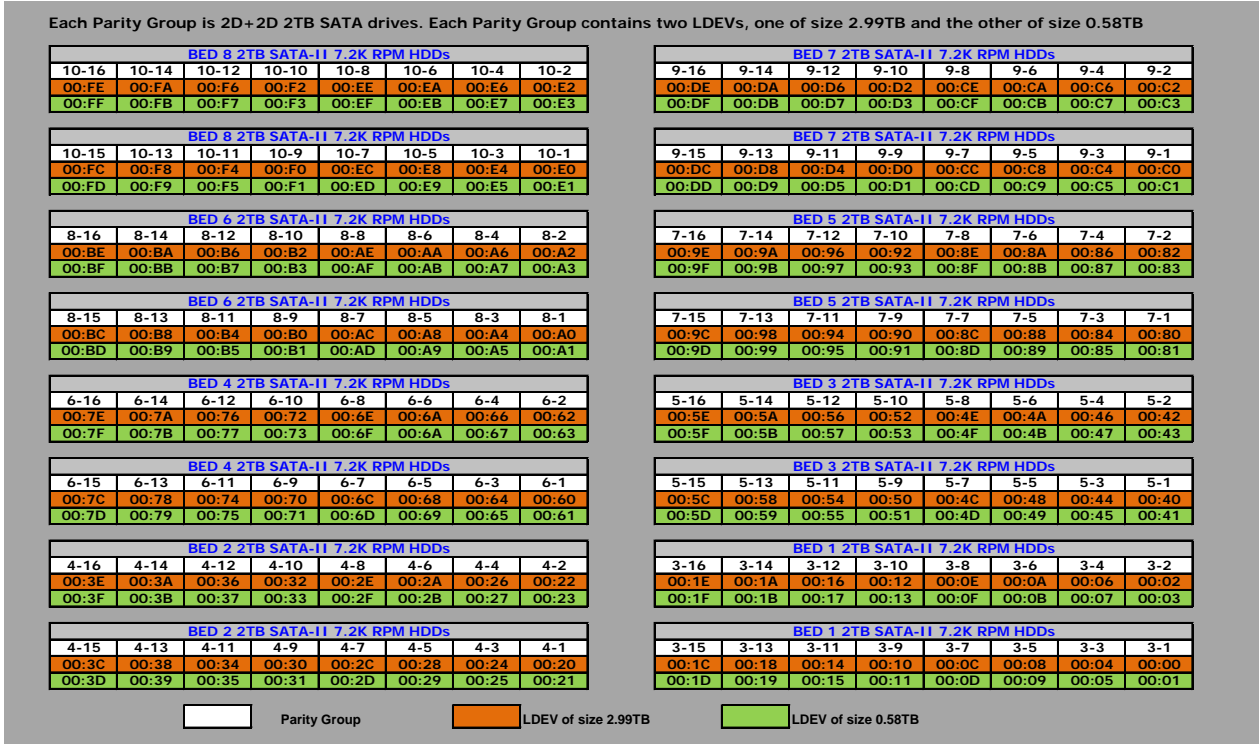 Each Parity Group is 2D+2D 2TB SATA drives. Each Parity Group contains two LDEVs, one of size 2.99TB and the other of size 0.58TB
BED 8 2TB SATA-II 7.2K RPM HDDs
10-16 10-14 10-12 10-10 10-8 10-6 10-4 10-2
00:FE 00:FA 00:F6 00:F2 00:EE 00:EA 00:E6 00:E2
00:FF 00:FB 00:F7 00:F3 00:EF 00:EB 00:E7 00:E3
BED 7 2TB SATA-II 7.2K RPM HDDs
9-16 9-14 9-12 9-10 9-8 9-6 9-4 9-2
00:DE 00:DA 00:D6 00:D2 00:CE 00:CA 00:C6 00:C2
00:DF 00:DB 00:D7 00:D3 00:CF 00:CB 00:C7 00:C3
BED 8 2TB SATA-II 7.2K RPM HDDs
10-15 10-13 10-11 10-9 10-7 10-5 10-3 10-1
00:FC 00:F8 00:F4 00:F0 00:EC 00:E8 00:E4 00:E0
00:FD 00:F9 00:F5 00:F1 00:ED 00:E9 00:E5 00:E1
BED 7 2TB SATA-II 7.2K RPM HDDs
9-15 9-13 9-11 9-9 9-7 9-5 9-3 9-1
00:DC 00:D8 00:D4 00:D0 00:CC 00:C8 00:C4 00:C0
00:DD 00:D9 00:D5 00:D1 00:CD 00:C9 00:C5 00:C1
BED 6 2TB SATA-II 7.2K RPM HDDs
8-16 8-14 8-12 8-10 8-8 8-6 8-4 8-2
00:BE 00:BA 00:B6 00:B2 00:AE 00:AA 00:A6 00:A2
00:BF 00:BB 00:B7 00:B3 00:AF 00:AB 00:A7 00:A3
BED 5 2TB SATA-II 7.2K RPM HDDs
7-16 7-14 7-12 7-10 7-8 7-6 7-4 7-2
00:9E 00:9A 00:96 00:92 00:8E 00:8A 00:86 00:82
00:9F 00:9B 00:97 00:93 00:8F 00:8B 00:87 00:83
BED 6 2TB SATA-II 7.2K RPM HDDs
8-15 8-13 8-11 8-9 8-7 8-5 8-3 8-1
00:BC 00:B8 00:B4 00:B0 00:AC 00:A8 00:A4 00:A0
00:BD 00:B9 00:B5 00:B1 00:AD 00:A9 00:A5 00:A1
BED 5 2TB SATA-II 7.2K RPM HDDs
7-15 7-13 7-11 7-9 7-7 7-5 7-3 7-1
00:9C 00:98 00:94 00:90 00:8C 00:88 00:84 00:80
00:9D 00:99 00:95 00:91 00:8D 00:89 00:85 00:81
BED 4 2TB SATA-II 7.2K RPM HDDs
6-16 6-14 6-12 6-10 6-8 6-6 6-4 6-2
00:7E 00:7A 00:76 00:72 00:6E 00:6A 00:66 00:62
00:7F 00:7B 00:77 00:73 00:6F 00:6A 00:67 00:63
BED 3 2TB SATA-II 7.2K RPM HDDs
5-16 5-14 5-12 5-10 5-8 5-6 5-4 5-2
00:5E 00:5A 00:56 00:52 00:4E 00:4A 00:46 00:42
00:5F 00:5B 00:57 00:53 00:4F 00:4B 00:47 00:43
BED 4 2TB SATA-II 7.2K RPM HDDs
6-15 6-13 6-11 6-9 6-7 6-5 6-3 6-1
00:7C 00:78 00:74 00:70 00:6C 00:68 00:64 00:60
00:7D 00:79 00:75 00:71 00:6D 00:69 00:65 00:61
BED 3 2TB SATA-II 7.2K RPM HDDs
5-15 5-13 5-11 5-9 5-7 5-5 5-3 5-1
00:5C 00:58 00:54 00:50 00:4C 00:48 00:44 00:40
00:5D 00:59 00:55 00:51 00:4D 00:49 00:45 00:41
BED 2 2TB SATA-II 7.2K RPM HDDs
4-16 4-14 4-12 4-10 4-8 4-6 4-4 4-2
00:3E 00:3A 00:36 00:32 00:2E 00:2A 00:26 00:22
00:3F 00:3B 00:37 00:33 00:2F 00:2B 00:27 00:23
BED 1 2TB SATA-II 7.2K RPM HDDs
3-16 3-14 3-12 3-10 3-8 3-6 3-4 3-2
00:1E 00:1A 00:16 00:12 00:0E 00:0A 00:06 00:02
00:1F 00:1B 00:17 00:13 00:0F 00:0B 00:07 00:03
BED 2 2TB SATA-II 7.2K RPM HDDs
4-15 4-13 4-11 4-9 4-7 4-5 4-3 4-1
00:3C 00:38 00:34 00:30 00:2C 00:28 00:24 00:20
00:3D 00:39 00:35 00:31 00:2D 00:29 00:25 00:21
BED 1 2TB SATA-II 7.2K RPM HDDs
3-15 3-13 3-11 3-9 3-7 3-5 3-3 3-1
00:1C 00:18 00:14 00:10 00:0C 00:08 00:04 00:00
00:1D 00:19 00:15 00:11 00:0D 00:09 00:05 00:01
Parity Group
LDEV of size 2.99TB
LDEV of size 0.58TB